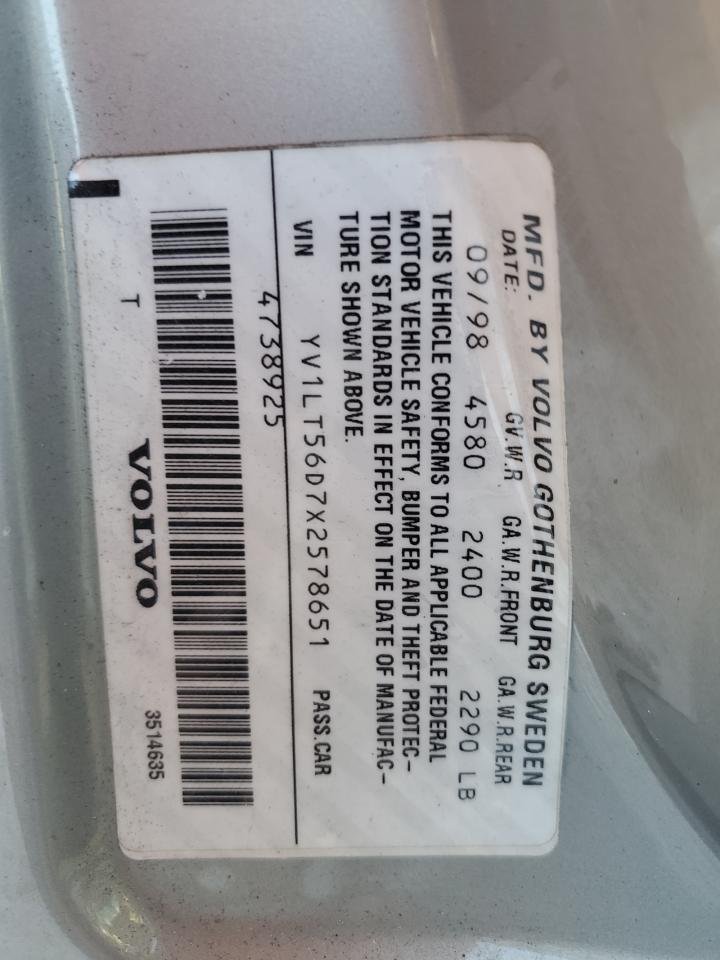 MFD. BY VOLVO GOTHENBURG SWEDEN
DATE: GV.W.R. GA.W.R.FRONT GA.W.R.REAR
09/98 4580 2400 2290 LB
THIS VEHICLE CONFORMS TO ALL APPLICABLE FEDERAL
MOTOR VEHICLE SAFETY, BUMPER AND THEFT PROTEC-
TION STANDARDS IN EFFECT ON THE DATE OF MANUFAC-
TURE SHOWN ABOVE.
VIN YV1LT56D7X2578651 PASS.CAR
4738925
T VOLVO 3514635